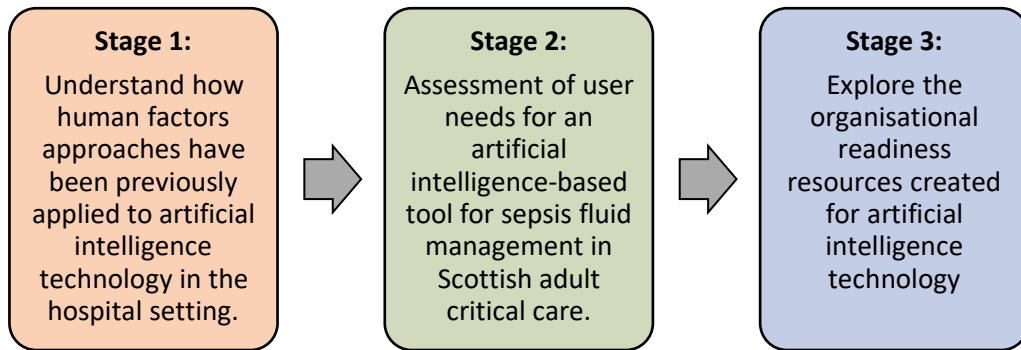 Stage 1:
Understand how
human factors
approaches have
been previously
applied to artificial
intelligence
technology in the
hospital setting.
Stage 2:
Assessment of user
needs for an
artificial
intelligence-based
tool for sepsis fluid
management in
Scottish adult
critical care.
Stage 3:
Explore the
organisational
readiness
resources created
for artificial
intelligence
technology